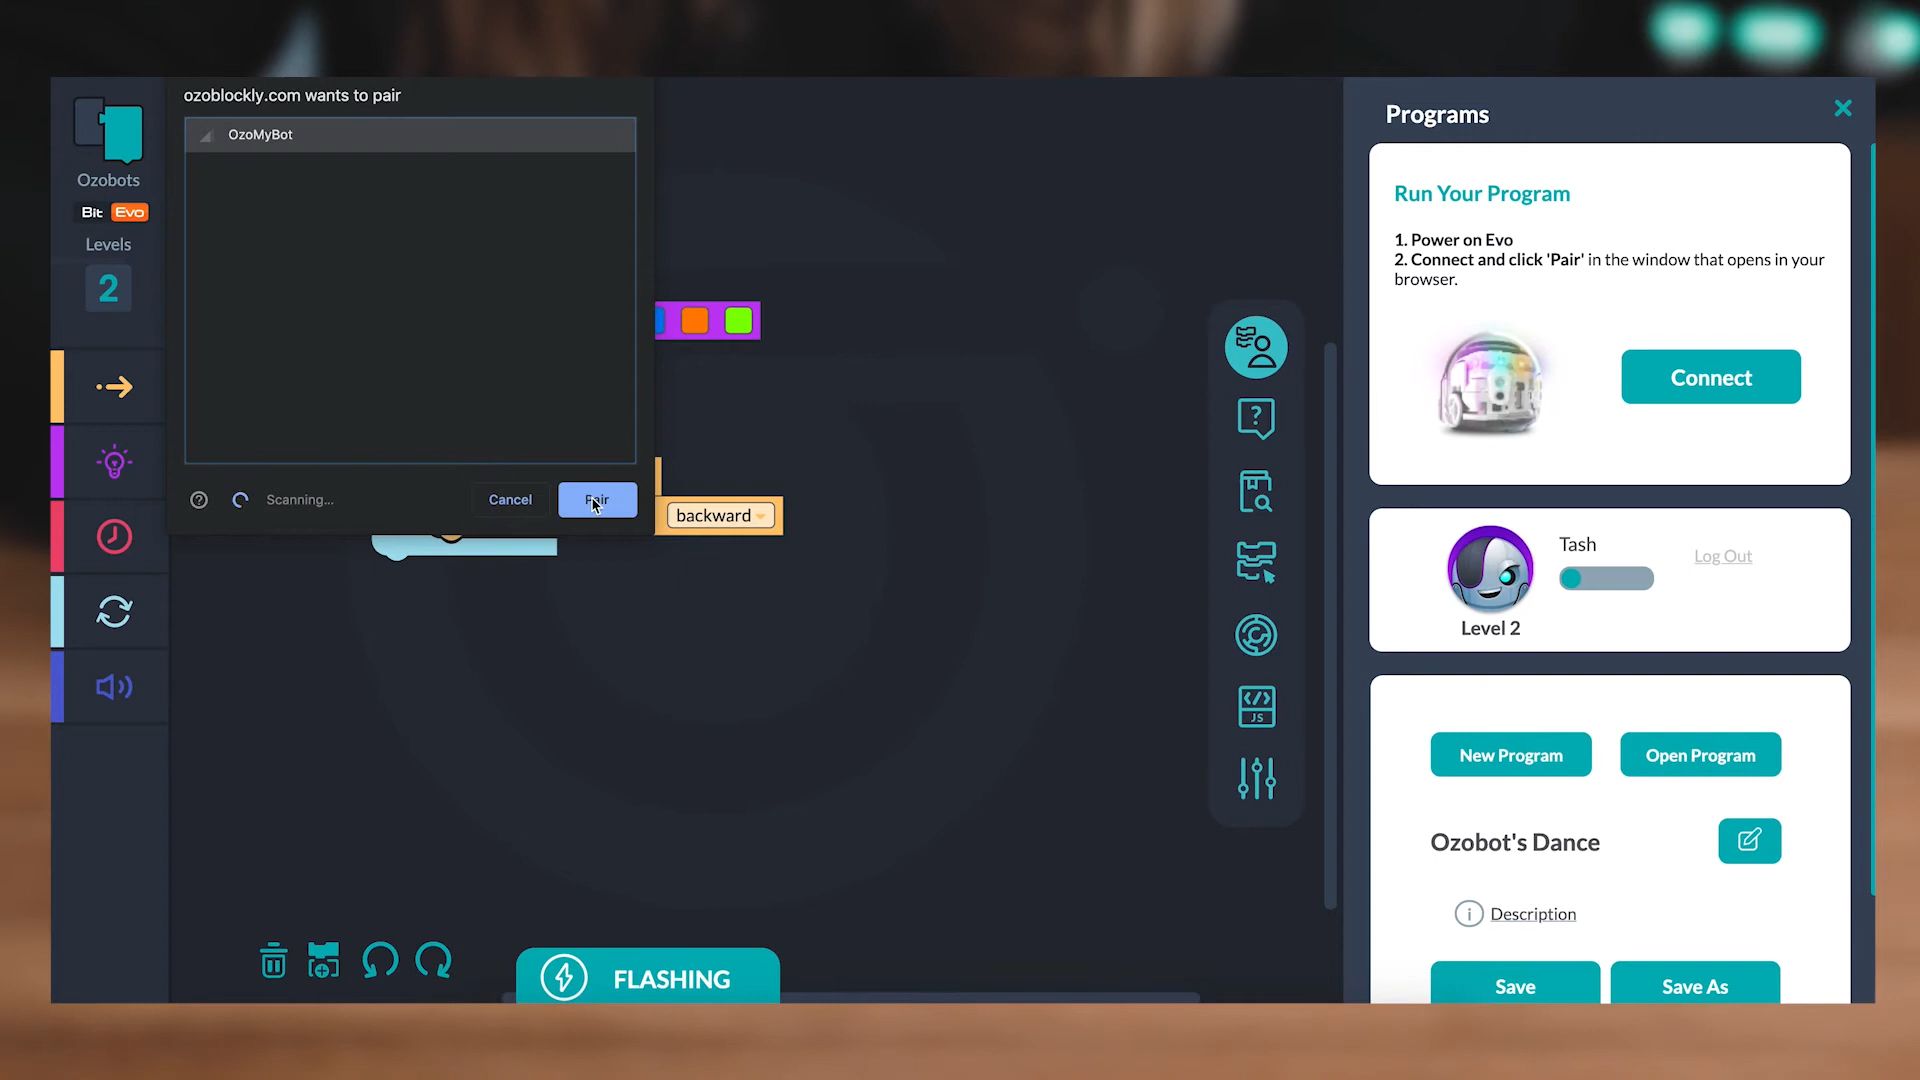 ozoblockly.com wants to pair
OzoMyBot
Scanning...
Cancel
Pair
Ozobots
Bit Evo
Levels
2
backward
FLASHING
JS
Programs
Run Your Program
1. Power on Evo
2. Connect and click 'Pair' in the window that opens in your
browser.
Connect
Tash
Log Out
Level 2
New Program
Open Program
Ozobot's Dance
Description
Save
Save As